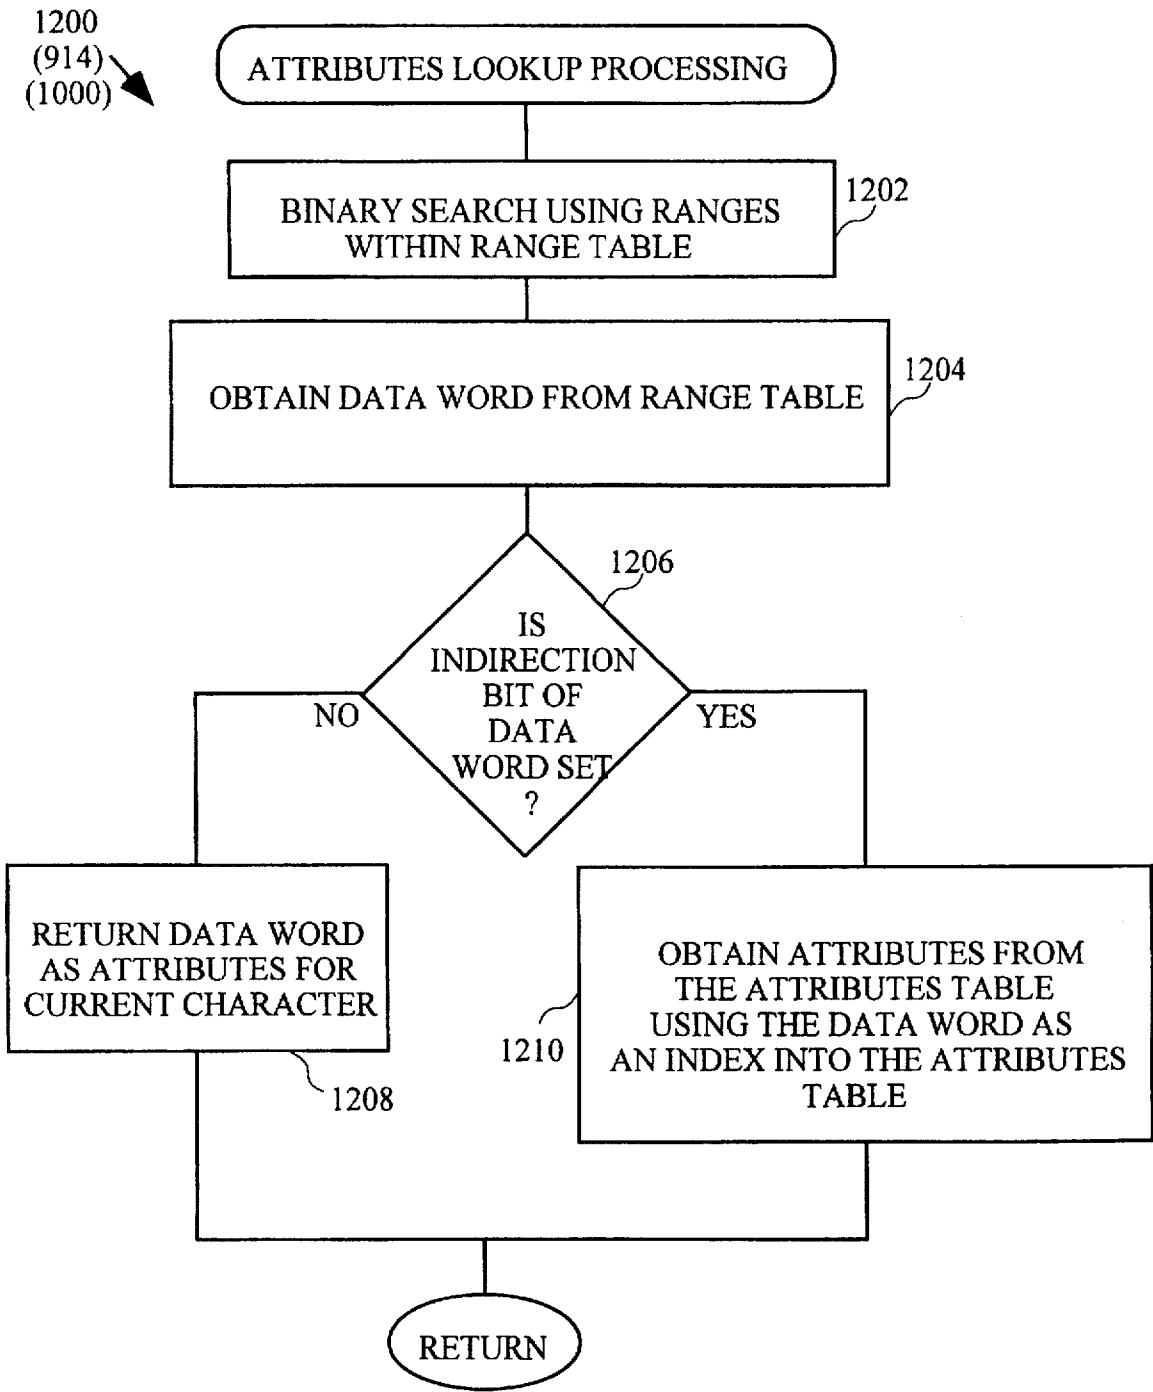 1200
(914)
(1000)
ATTRIBUTES LOOKUP PROCESSING
BINARY SEARCH USING RANGES
WITHIN RANGE TABLE
1202
OBTAIN DATA WORD FROM RANGE TABLE
1204
1206
IS
INDIRECTION
BIT OF
DATA
WORD SET
?
NO
YES
RETURN DATA WORD
AS ATTRIBUTES FOR
CURRENT CHARACTER
1208
OBTAIN ATTRIBUTES FROM
THE ATTRIBUTES TABLE
USING THE DATA WORD AS
AN INDEX INTO THE ATTRIBUTES
TABLE
1210
RETURN